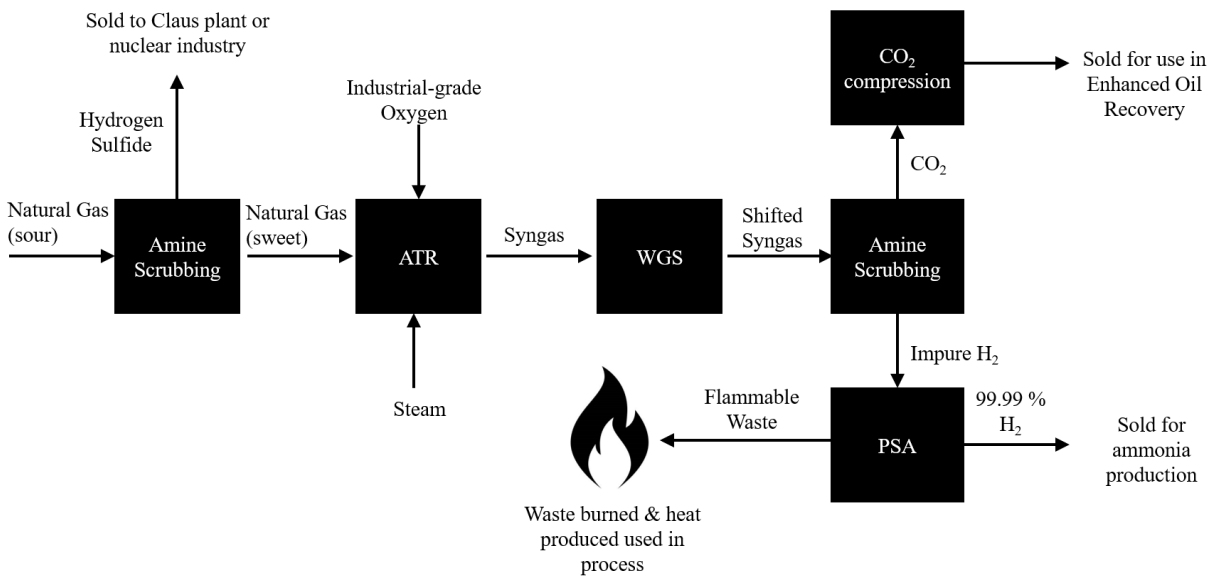 Sold to Claus plant or
nuclear industry
Hydrogen
Sulfide
Natural Gas
(sour)
Amine
Scrubbing
Natural Gas
(sweet)
Industrial-grade
Oxygen
ATR
Steam
Syngas
WGS
Shifted
Syngas
Amine
Scrubbing
CO₂
CO₂
compression
Sold for use in
Enhanced Oil
Recovery
Impure H₂
PSA
99.99 %
H₂
Sold for
ammonia
production
Flammable
Waste
Waste burned & heat
produced used in
process